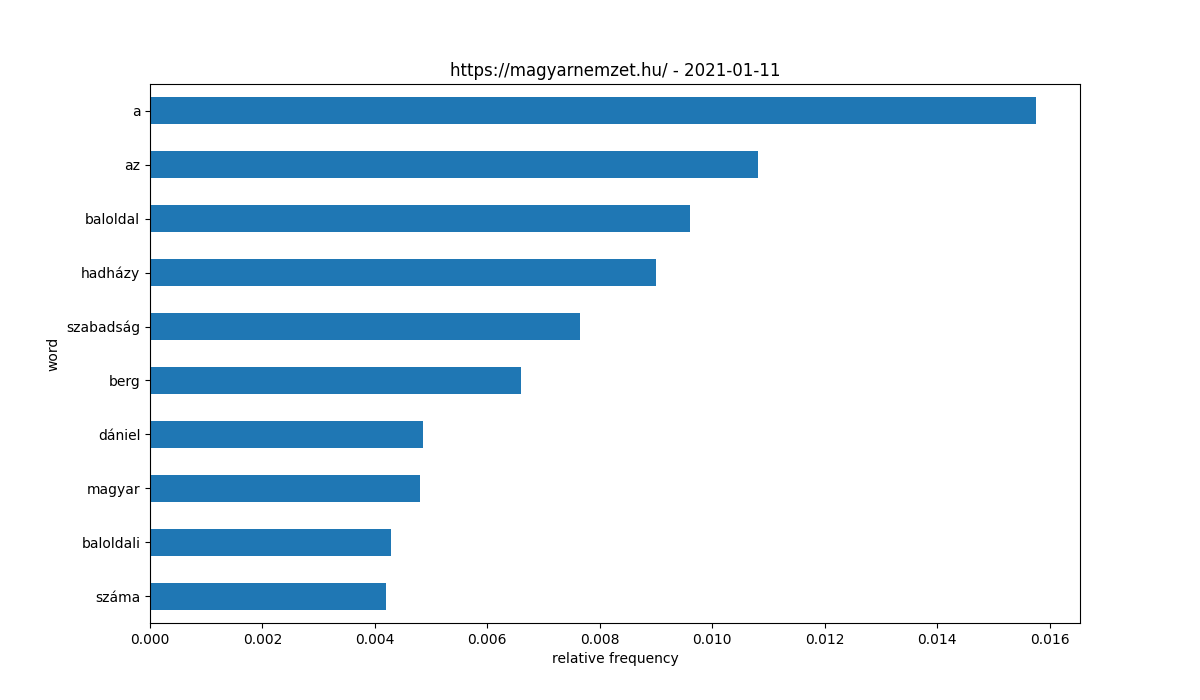 https://magyarnemzet.hu/ - 2021-01-11
a
az
baloldal
hadházy
szabadság
berg
dániel
magyar
baloldali
száma
word
0.000 0.002 0.004 0.006 0.008 0.010 0.012 0.014 0.016
relative frequency